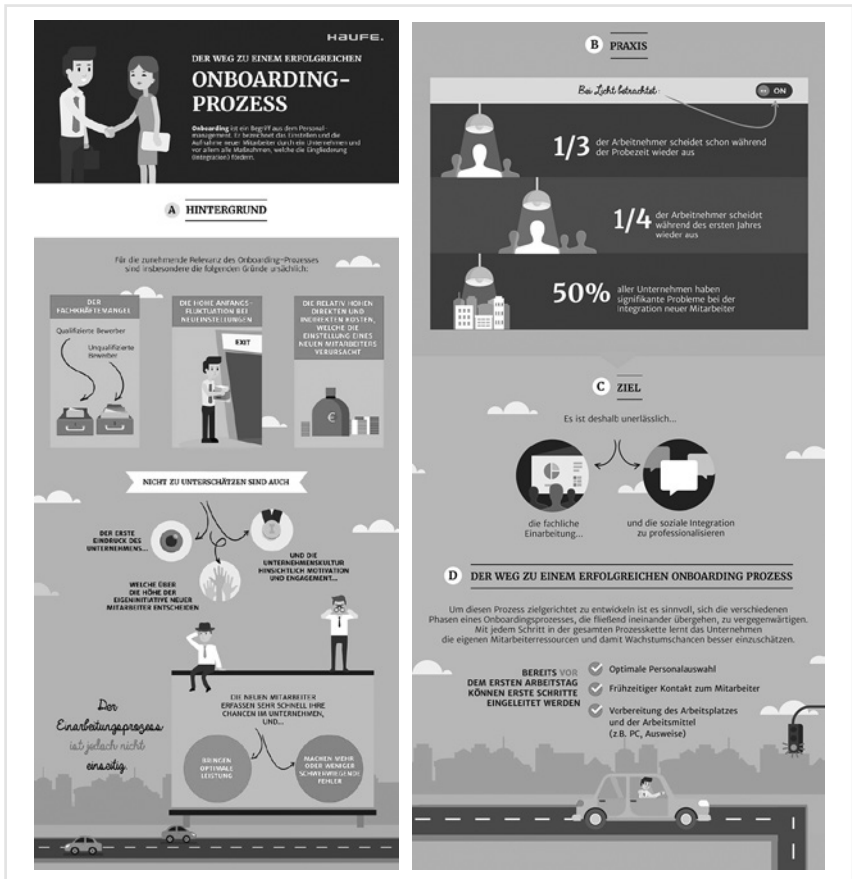 HAUFE.
DER WEG ZU EINEM ERFOLGREICHEN
ONBOARDING-
PROZESS
Onboarding ist ein Begriff aus dem Personal-
management. Er bezeichnet das Einstellen und die
Aufnahme neuer Mitarbeiter durch ein Unternehmen und
vor allem alle Maßnahmen, welche die Eingliederung
(Integration) fördern.
A HINTERGRUND
Für die zunehmende Relevanz des Onboarding-Prozesses
sind insbesondere die folgenden Gründe ursächlich:
DER
FACHKRÄFTEMANGEL
Qualifizierte Bewerber
Unqualifizierte
Bewerber
DIE HOHE ANFANGS-
FLUKTUATION BEI
NEUEINSTELLUNGEN
EXIT
DIE RELATIV HOHEN
DIREKTEN UND
INDIREKTEN KOSTEN,
WELCHE DIE
EINSTELLUNG EINES
NEUEN MITARBEITERS
VERURSACHT
€
NICHT ZU UNTERSCHÄTZEN SIND AUCH
DER ERSTE
EINDRUCK DES
UNTERNEHMENS...
UND DIE
UNTERNEHMENSKULTUR
HINSICHTLICH MOTIVATION
UND ENGAGEMENT...
WELCHE ÜBER
DIE HÖHE DER
EIGENINITIATIVE NEUER
MITARBEITER ENTSCHEIDEN
Der
Einarbeitungsprozess
ist jedoch nicht
einseitig.
DIE NEUEN MITARBEITER
ERFASSEN SEHR SCHNELL IHRE
CHANCEN IM UNTERNEHMEN,
UND...
BRINGEN
OPTIMALE
LEISTUNG
MACHEN MEHR
ODER WENIGER
SCHWERWIEGENDE
FEHLER
B PRAXIS
Bei Licht betrachtet:
ON
1/3 der Arbeitnehmer scheidet schon während
der Probezeit wieder aus
1/4 der Arbeitnehmer scheidet
während des ersten Jahres
wieder aus
50% aller Unternehmen haben
signifikante Probleme bei der
Integration neuer Mitarbeiter
C ZIEL
Es ist deshalb unerlässlich...
die fachliche
Einarbeitung...
und die soziale Integration
zu professionalisieren
D DER WEG ZU EINEM ERFOLGREICHEN ONBOARDING PROZESS
Um diesen Prozess zielgerichtet zu entwickeln ist es sinnvoll, sich die verschiedenen
Phasen eines Onboardingsprozesses, die fließend ineinander übergehen, zu vergegenwärtigen.
Mit jedem Schritt in der gesamten Prozesskette lernt das Unternehmen
die eigenen Mitarbeiterressourcen und damit Wachstumschancen besser einzuschätzen.
BEREITS VOR
DEM ERSTEN ARBEITSTAG
KÖNNEN ERSTE SCHRITTE
EINGELEITET WERDEN
Optimale Personalauswahl
Frühzeitiger Kontakt zum Mitarbeiter
Vorbereitung des Arbeitsplatzes
und der Arbeitsmittel
(z.B. PC, Ausweise)